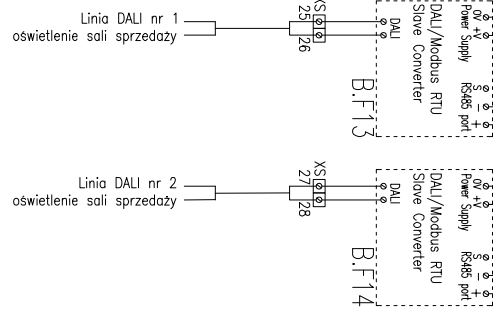 Linia DALI nr 1
oświetlenie sali sprzedaży
XS
25
26
DALI
DALI/Modbus RTU
Slave Converter
0V +V
Power Supply
S - +
RS485 port
B.F13
Linia DALI nr 2
oświetlenie sali sprzedaży
XS
27
28
DALI
DALI/Modbus RTU
Slave Converter
0V +V
Power Supply
S - +
RS485 port
B.F14